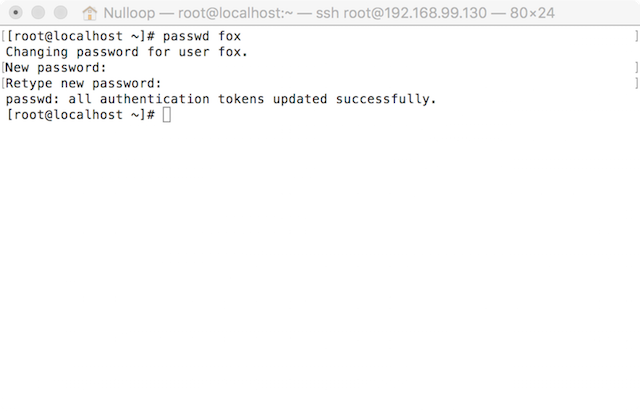 Nulloop — root@localhost:~ — ssh root@192.168.99.130 — 80×24
[[root@localhost ~]# passwd fox ]
Changing password for user fox.
[New password: ]
[Retype new password: ]
passwd: all authentication tokens updated successfully.
[root@localhost ~]#